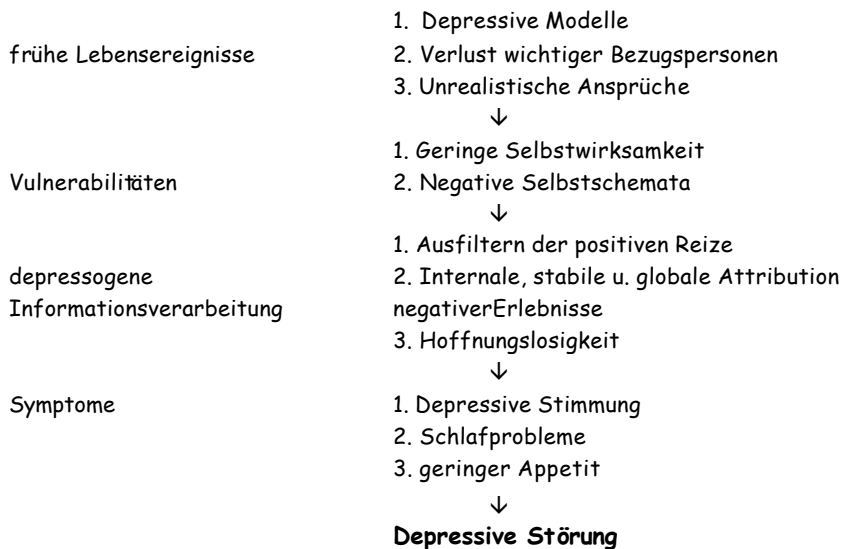 1. Depressive Modelle
frühe Lebensereignisse 2. Verlust wichtiger Bezugspersonen
3. Unrealistische Ansprüche
↓
1. Geringe Selbstwirksamkeit
Vulnerabilitäten 2. Negative Selbstschemata
↓
1. Ausfiltern der positiven Reize
depressogene 2. Internale, stabile u. globale Attribution
Informationsverarbeitung negativerErlebnisse
3. Hoffnungslosigkeit
↓
Symptome 1. Depressive Stimmung
2. Schlafprobleme
3. geringer Appetit
↓
Depressive Störung